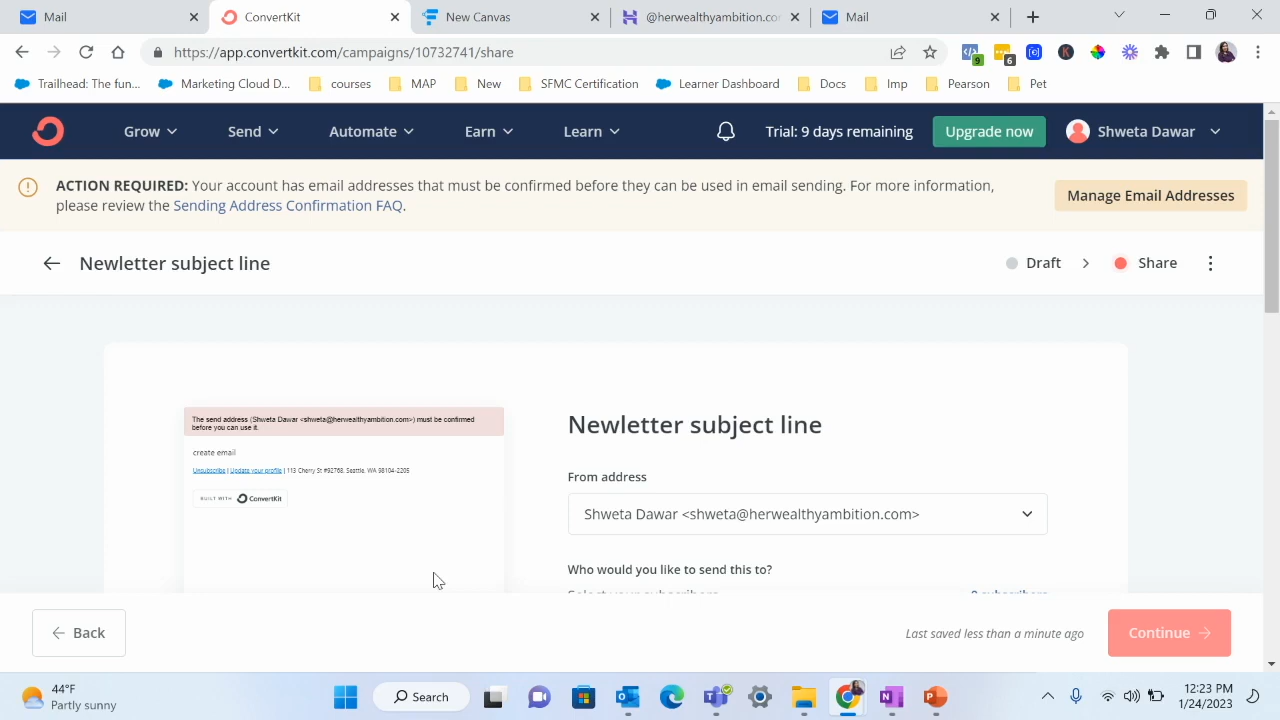 Mail
ConvertKit
New Canvas
@herwealthyambition.co
Mail
https://app.convertkit.com/campaigns/10732741/share
9
6
Trailhead: The fun...
Marketing Cloud D...
courses
MAP
New
SFMC Certification
Learner Dashboard
Docs
Imp
Pearson
Pet
Grow
Send
Automate
Earn
Learn
Trial: 9 days remaining
Upgrade now
Shweta Dawar
ACTION REQUIRED: Your account has email addresses that must be confirmed before they can be used in email sending. For more information,
please review the Sending Address Confirmation FAQ.
Manage Email Addresses
Newletter subject line
Draft
Share
The send address (Shweta Dawar <shweta@herwealthyambition.com>) must be confirmed
before you can use it.
create email
Unsubscribe | Update your profile | 113 Cherry St #92768, Seattle, WA 98104-2205
BUILT WITH ConvertKit
Newletter subject line
From address
Shweta Dawar <shweta@herwealthyambition.com>
Who would you like to send this to?
Select your subscribers
0 subscribers
Back
Last saved less than a minute ago
Continue
44°F
Partly sunny
Search
12:23 PM
1/24/2023